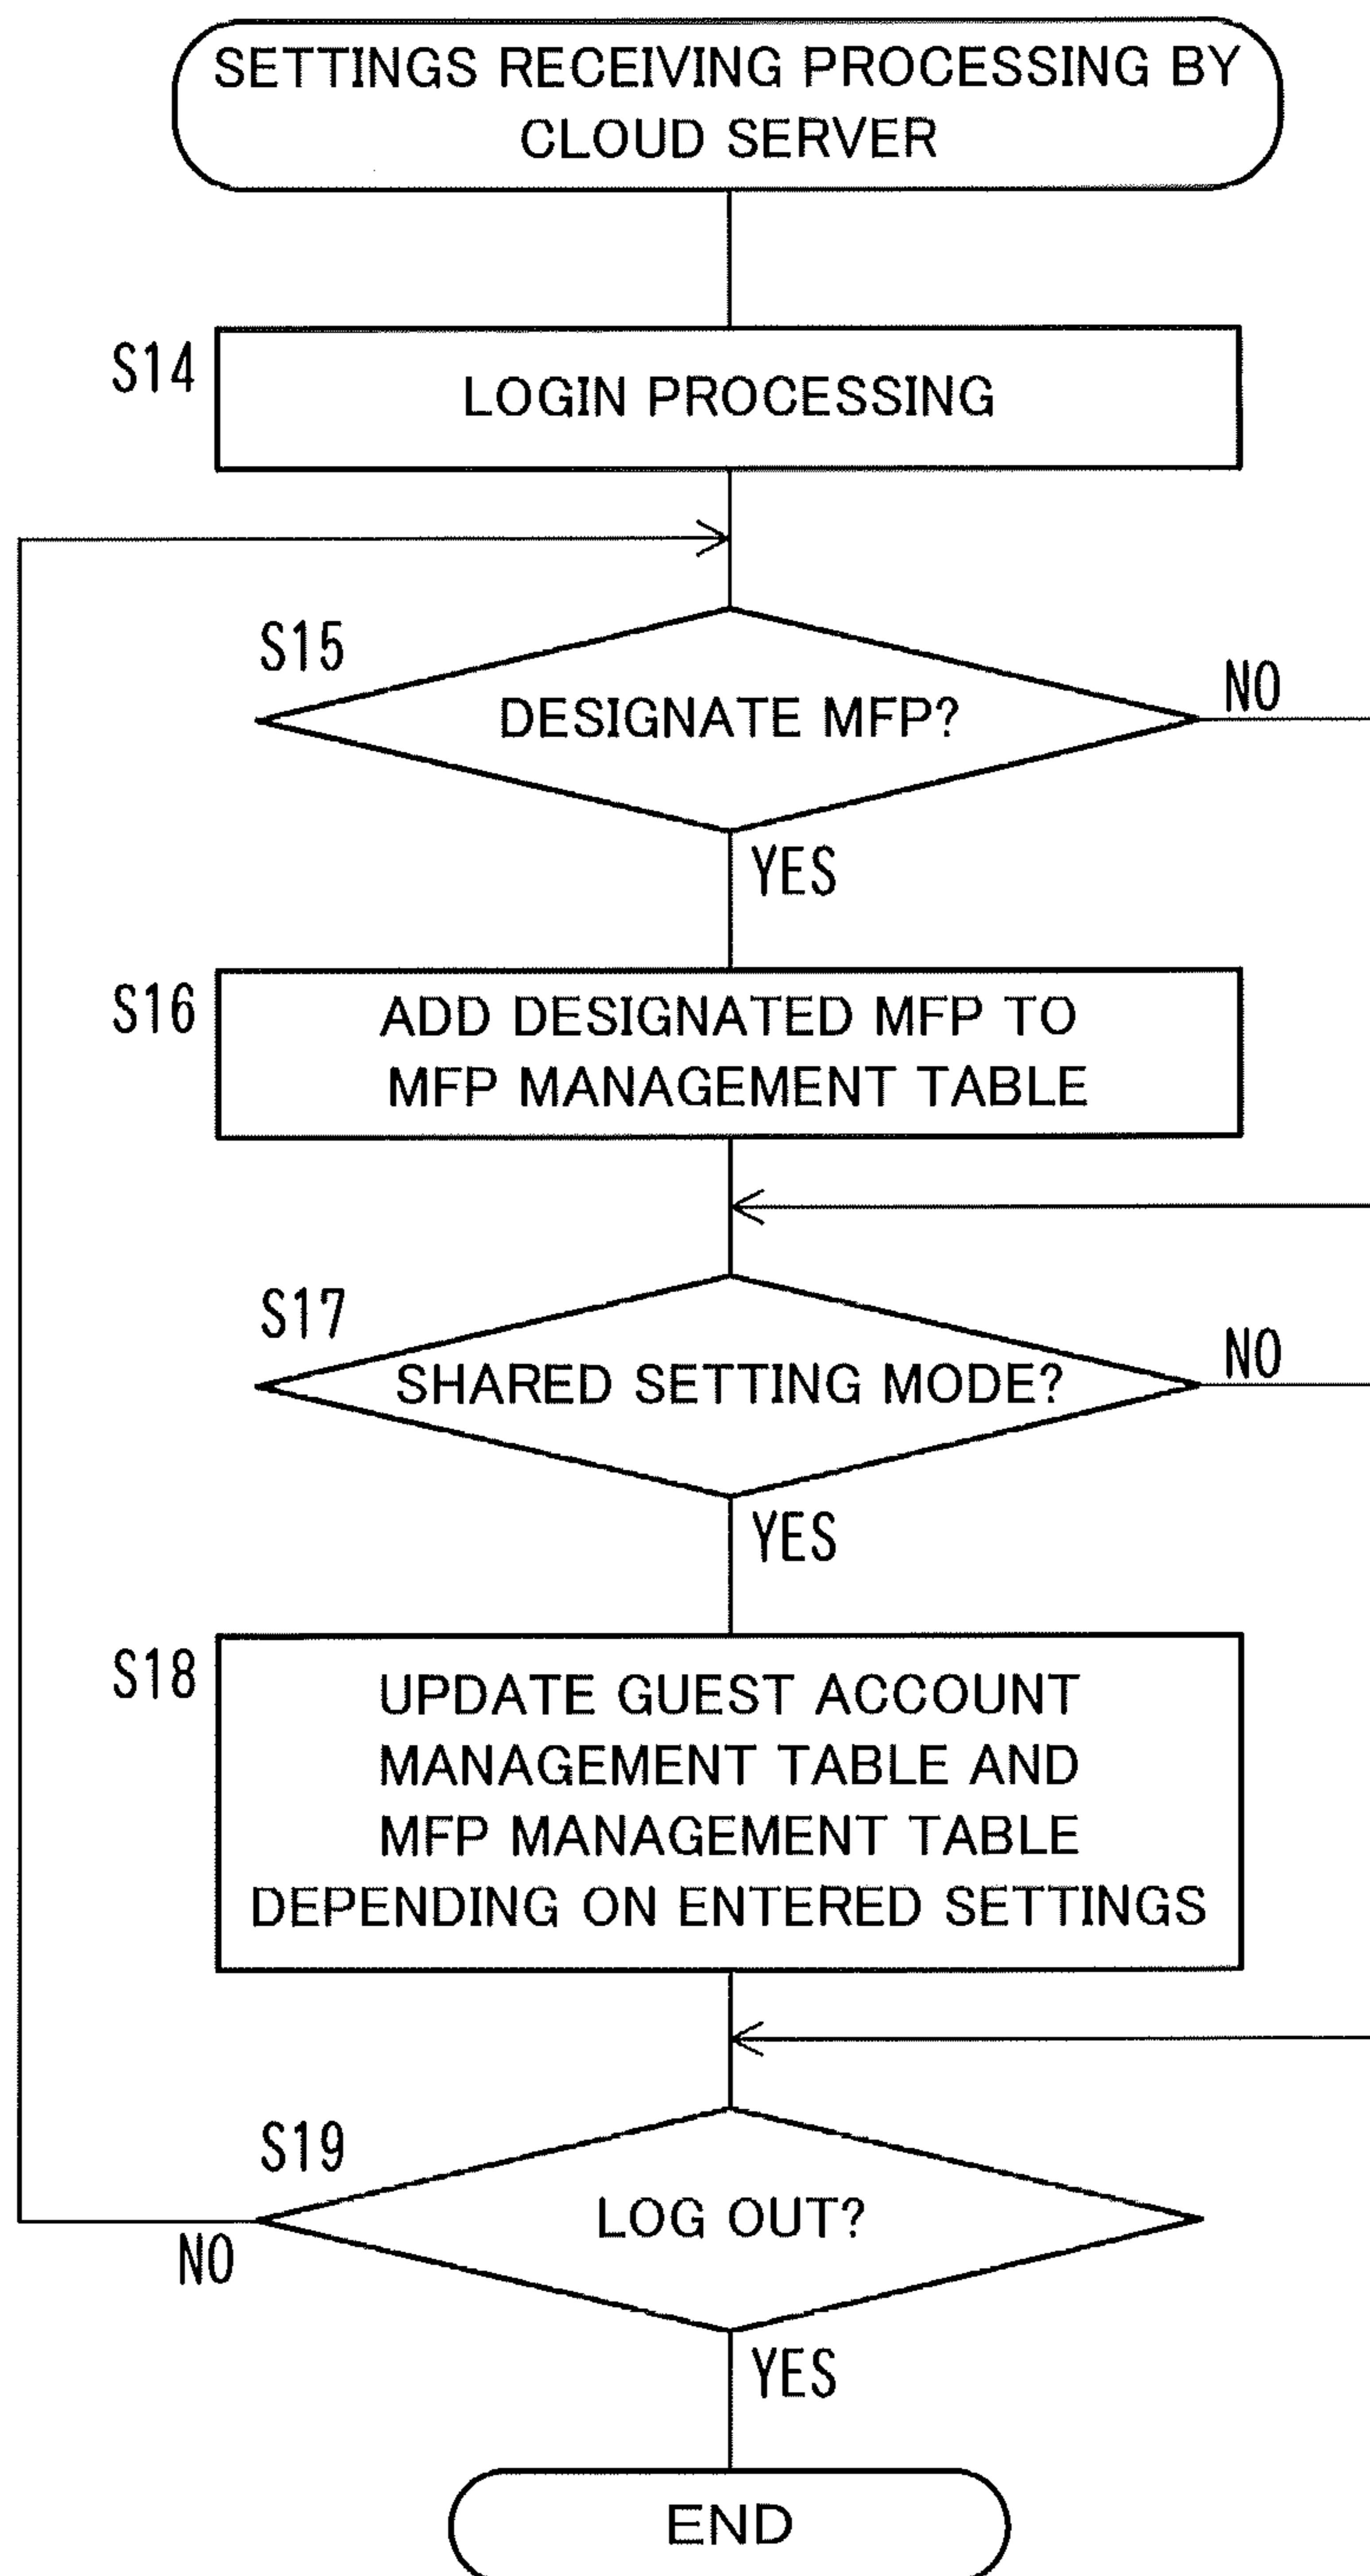 SETTINGS RECEIVING PROCESSING BY
CLOUD SERVER
S14
LOGIN PROCESSING
S15
DESIGNATE MFP?
NO
YES
S16
ADD DESIGNATED MFP TO
MFP MANAGEMENT TABLE
S17
SHARED SETTING MODE?
NO
YES
S18
UPDATE GUEST ACCOUNT
MANAGEMENT TABLE AND
MFP MANAGEMENT TABLE
DEPENDING ON ENTERED SETTINGS
S19
LOG OUT?
NO
YES
END